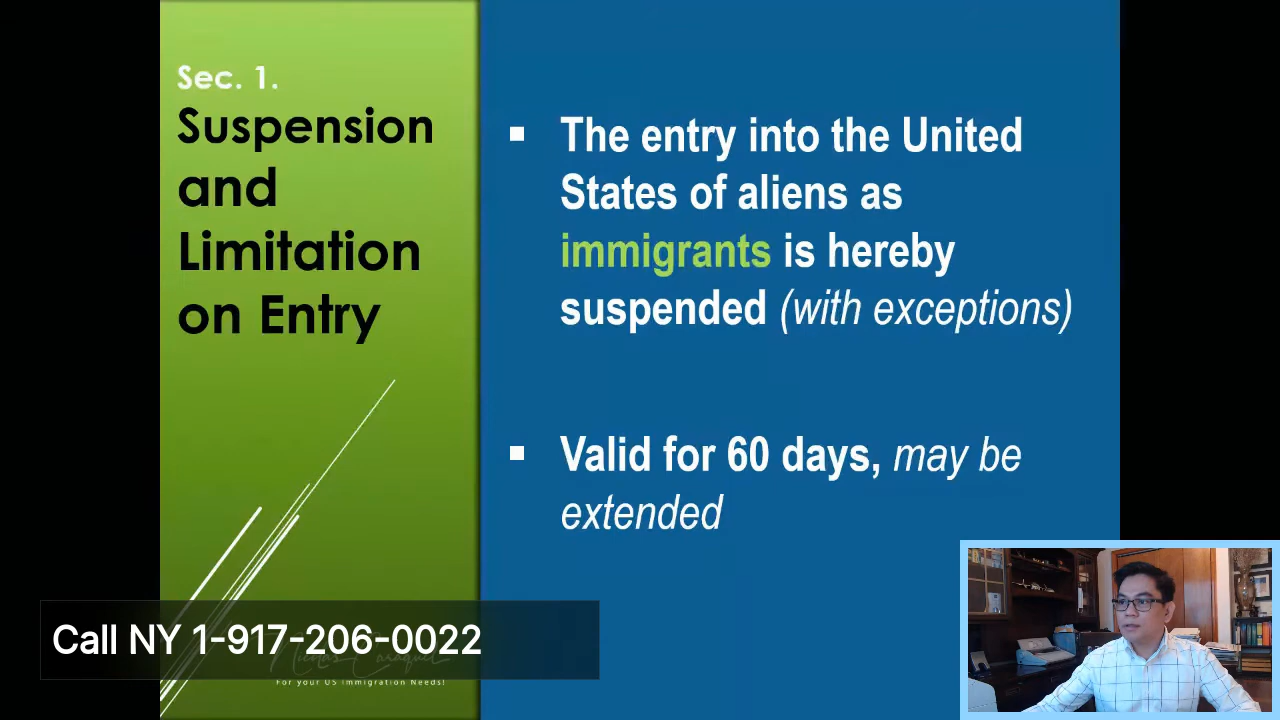 Sec. 1.
Suspension
and
Limitation
on Entry
▪ The entry into the United
States of aliens as
immigrants is hereby
suspended (with exceptions)
▪ Valid for 60 days, may be
extended
Call NY 1-917-206-0022
For your US Immigration Needs!